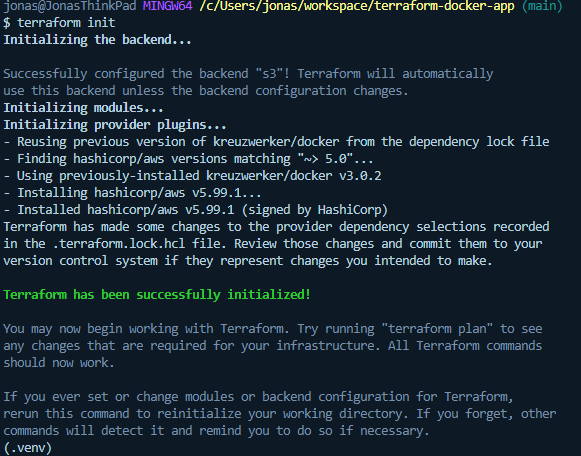 jonas@JonasThinkPad MINGW64 /c/Users/jonas/workspace/terraform-docker-app (main)
$ terraform init
Initializing the backend...

Successfully configured the backend "s3"! Terraform will automatically
use this backend unless the backend configuration changes.
Initializing modules...
Initializing provider plugins...
- Reusing previous version of kreuzwerker/docker from the dependency lock file
- Finding hashicorp/aws versions matching "~> 5.0"...
- Using previously-installed kreuzwerker/docker v3.0.2
- Installing hashicorp/aws v5.99.1...
- Installed hashicorp/aws v5.99.1 (signed by HashiCorp)
Terraform has made some changes to the provider dependency selections recorded
in the .terraform.lock.hcl file. Review those changes and commit them to your
version control system if they represent changes you intended to make.

Terraform has been successfully initialized!

You may now begin working with Terraform. Try running "terraform plan" to see
any changes that are required for your infrastructure. All Terraform commands
should now work.

If you ever set or change modules or backend configuration for Terraform,
rerun this command to reinitialize your working directory. If you forget, other
commands will detect it and remind you to do so if necessary.
(.venv)